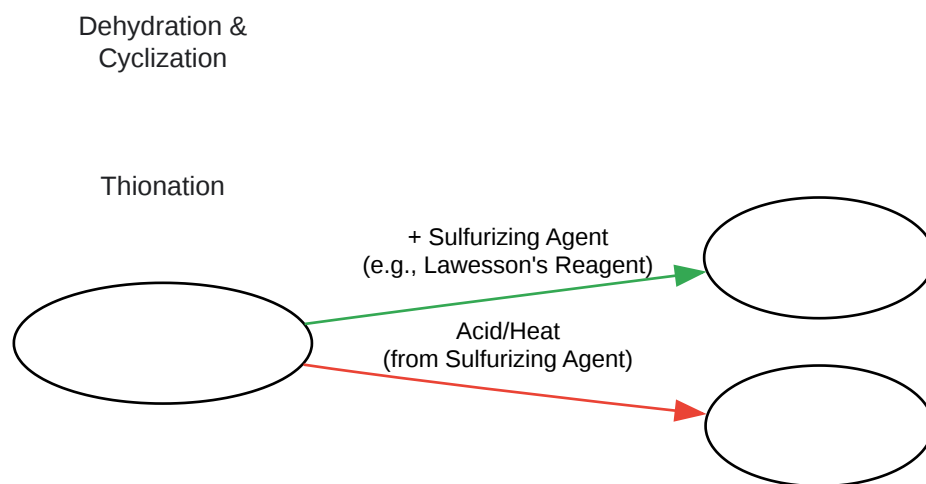 Dehydration &
Cyclization
Thionation
+ Sulfurizing Agent
(e.g., Lawesson's Reagent)
Acid/Heat
(from Sulfurizing Agent)